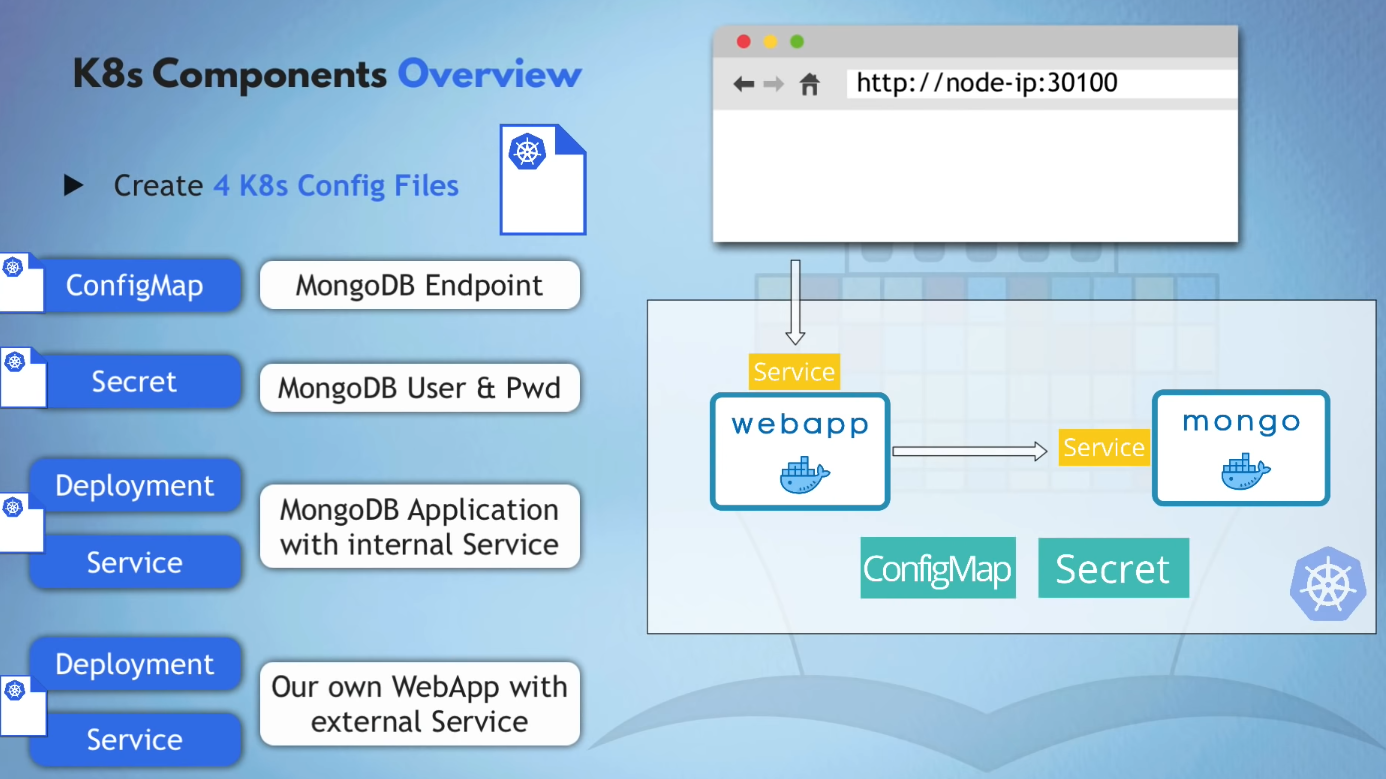 K8s Components Overview
Create 4 K8s Config Files
ConfigMap
MongoDB Endpoint
Secret
MongoDB User & Pwd
Deployment
Service
MongoDB Application
with internal Service
Deployment
Service
Our own WebApp with
external Service
http://node-ip:30100
Service
webapp
Service
mongo
ConfigMap
Secret